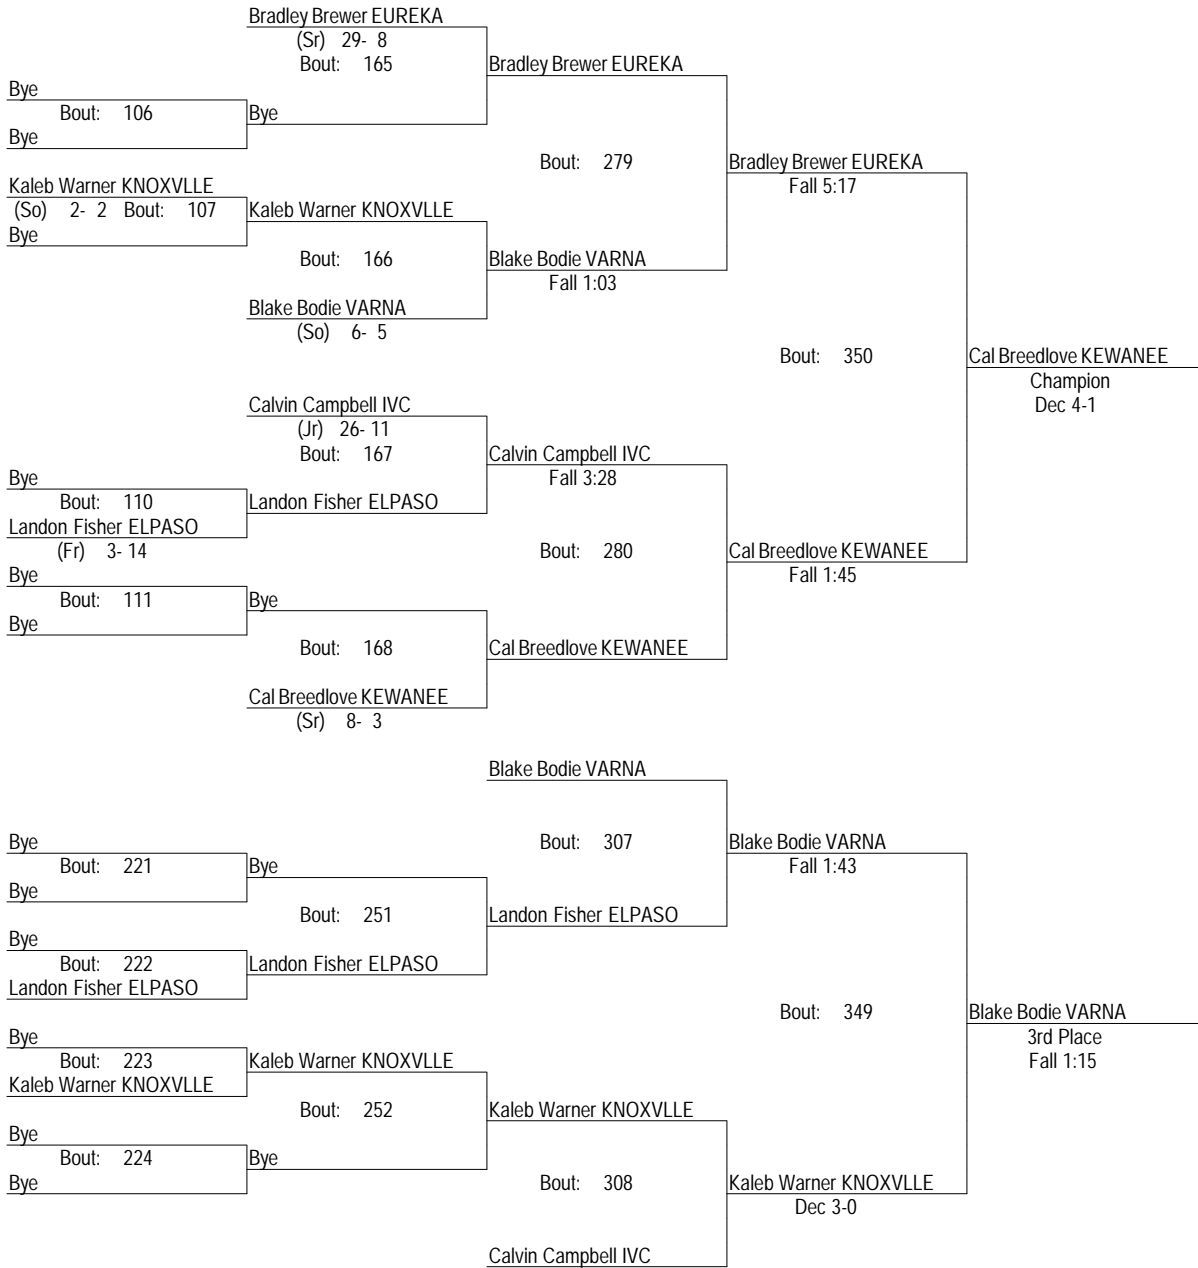 Bradley Brewer EUREKA
(Sr) 29- 8
Bout: 165
Bradley Brewer EUREKA
Bye
Bout: 106
Bye
Bye
Bout: 279
Bradley Brewer EUREKA
Fall 5:17
Kaleb Warner KNOXVLLE
(So) 2- 2 Bout: 107
Kaleb Warner KNOXVLLE
Bye
Bout: 166
Blake Bodie VARNA
Fall 1:03
Blake Bodie VARNA
(So) 6- 5
Bout: 350
Cal Breedlove KEWANEE
Champion
Dec 4-1
Calvin Campbell IVC
(Jr) 26- 11
Bout: 167
Calvin Campbell IVC
Fall 3:28
Bye
Bout: 110
Landon Fisher ELPASO
Landon Fisher ELPASO
(Fr) 3- 14
Bout: 280
Cal Breedlove KEWANEE
Fall 1:45
Bye
Bout: 111
Bye
Bye
Bout: 168
Cal Breedlove KEWANEE
Cal Breedlove KEWANEE
(Sr) 8- 3
Blake Bodie VARNA
Bye
Bout: 221
Bye
Bye
Bout: 307
Blake Bodie VARNA
Fall 1:43
Bout: 251
Landon Fisher ELPASO
Bye
Bout: 222
Landon Fisher ELPASO
Landon Fisher ELPASO
Bout: 349
Blake Bodie VARNA
3rd Place
Fall 1:15
Bye
Bout: 223
Kaleb Warner KNOXVLLE
Kaleb Warner KNOXVLLE
Bout: 252
Kaleb Warner KNOXVLLE
Bye
Bout: 224
Bye
Bye
Bout: 308
Kaleb Warner KNOXVLLE
Dec 3-0
Calvin Campbell IVC